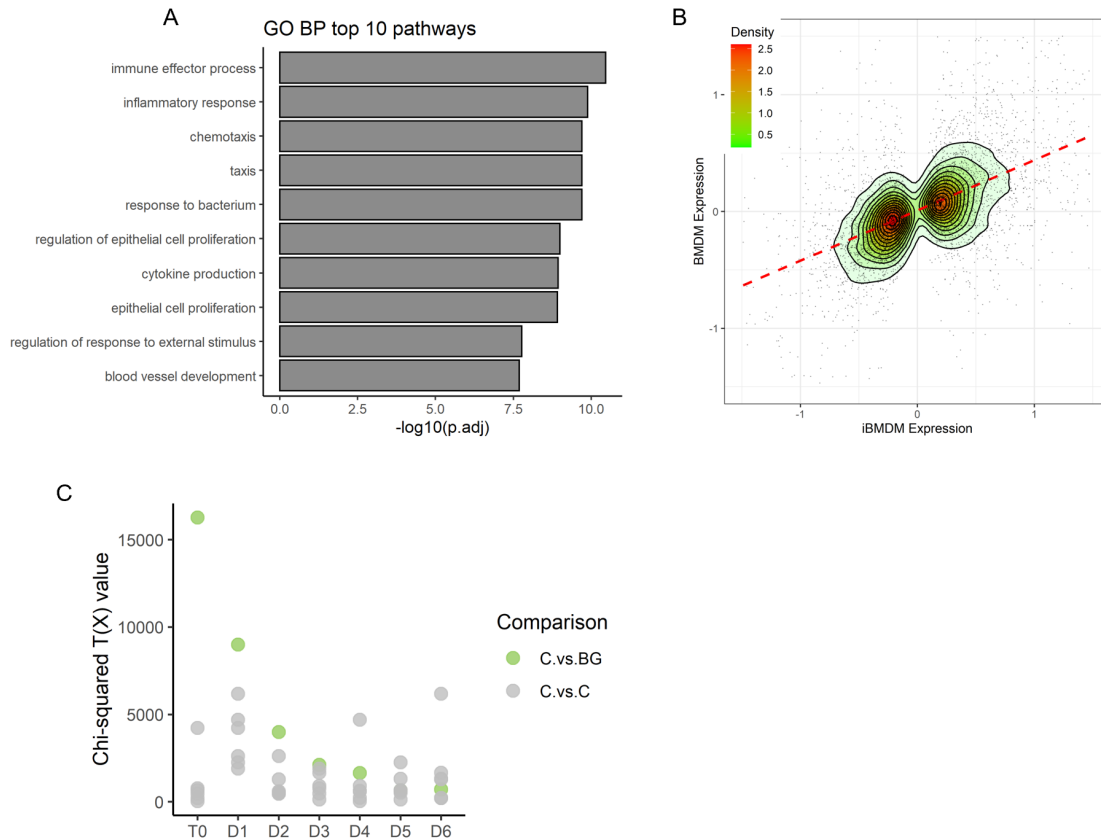 A
GO BP top 10 pathways
immune effector process
inflammatory response
chemotaxis
taxis
response to bacterium
regulation of epithelial cell proliferation
cytokine production
epithelial cell proliferation
regulation of response to external stimulus
blood vessel development
0.0 2.5 5.0 7.5 10.0
-log10(p.adj)
B
Density
2.5
2.0
1.5
1.0
0.5
BMDM Expression
1
0
-1
-1 0 1
iBMDM Expression
C
Chi-squared T(X) value
15000
10000
5000
0
T0 D1 D2 D3 D4 D5 D6
Comparison
C.vs.BG
C.vs.C